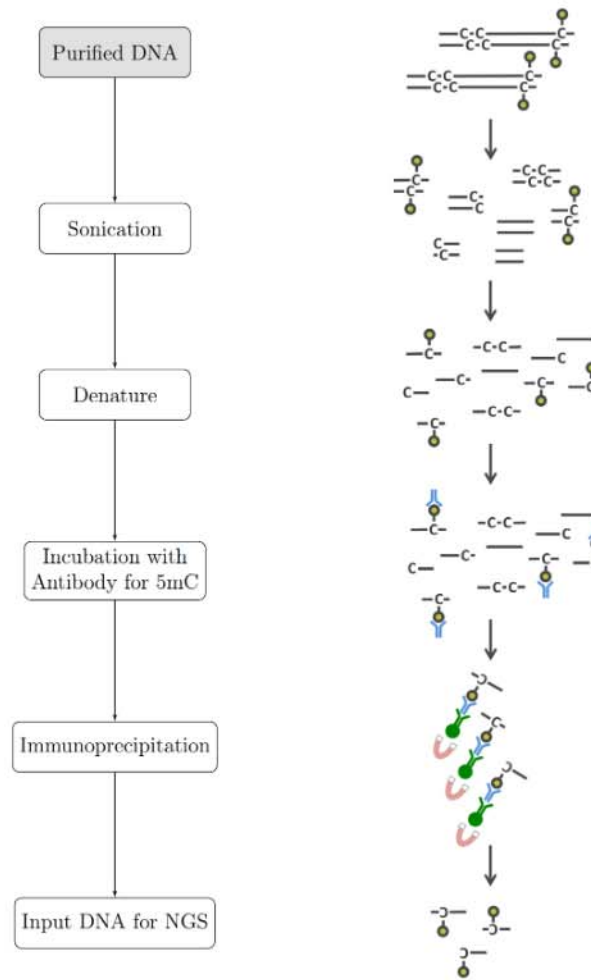 Purified DNA
Sonication
Denature
Incubation with
Antibody for 5mC
Immunoprecipitation
Input DNA for NGS
-C-C-
-C-C-
C-
C-
-C-C-
-C-C-
C-
C-
-C-
-C-
C-
C
-C-C-
-C-C-
-C-
-C-
C-
-C-
-C-
-C-C-
C
-C-
C-
-C-
-C-
-C-C-
-C-
-C-
-C-C-
C
-C-
C-
-C-
-C-
-C-C-
C
C
C
C
C
C